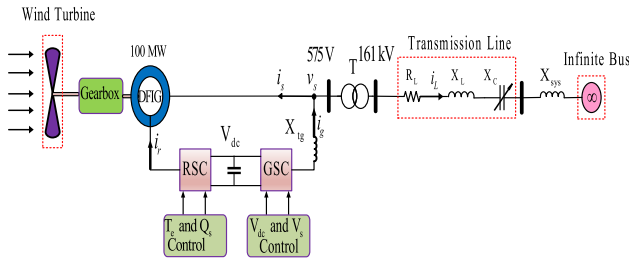 Wind Turbine
Gearbox
100 MW
DFIG
i_s
v_s
575 V
T
161 kV
Transmission Line
R_L
i_L
X_L
X_C
X_sys
Infinite Bus
∞
X_tg
i_g
i_r
RSC
V_dc
GSC
T_e and Q_s
Control
V_dc and V_s
Control